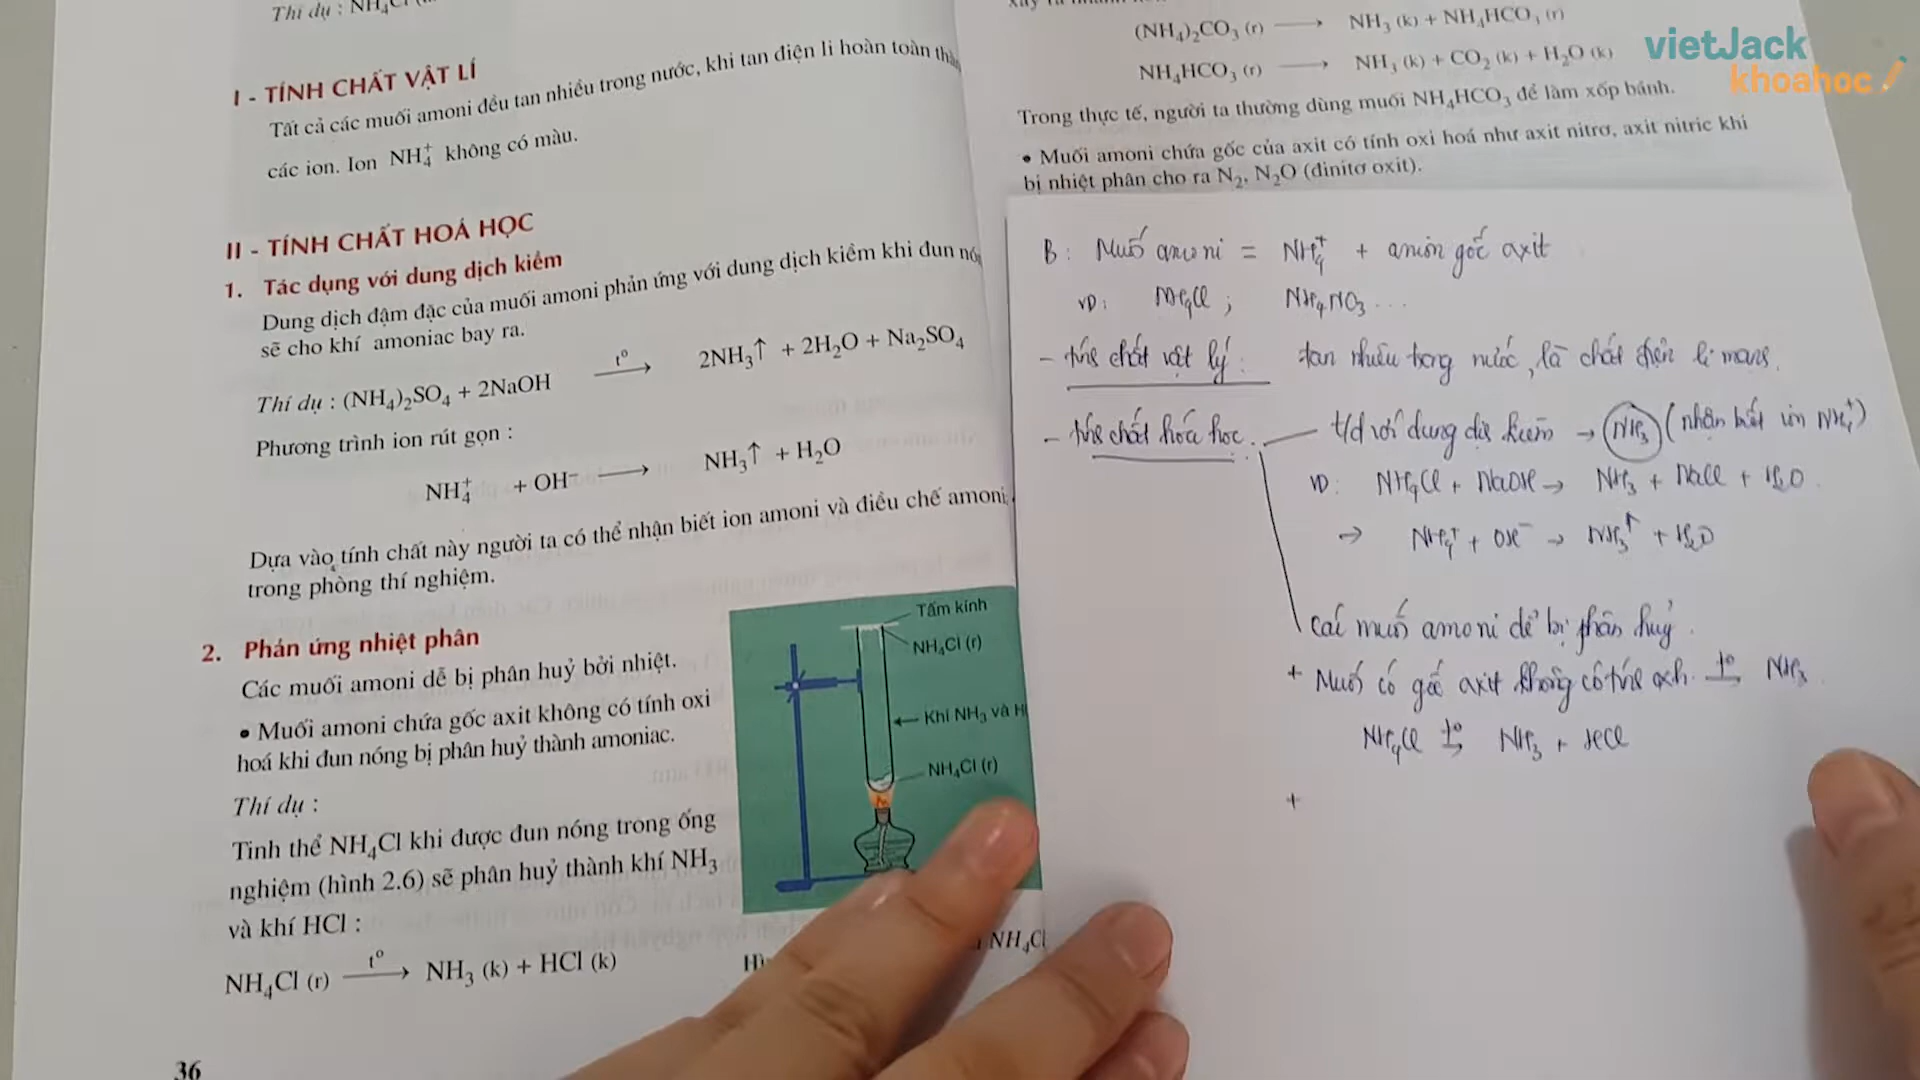 Thí dụ : NH₄Cl
I - TÍNH CHẤT VẬT LÍ
Tất cả các muối amoni đều tan nhiều trong nước, khi tan điện li hoàn toàn
các ion. Ion NH₄⁺ không có màu.
II - TÍNH CHẤT HOÁ HỌC
1. Tác dụng với dung dịch kiềm
Dung dịch đậm đặc của muối amoni phản ứng với dung dịch kiềm khi đun
sẽ cho khí amoniac bay ra.
Thí dụ : (NH₄)₂SO₄ + 2NaOH t° → 2NH₃↑ + 2H₂O + Na₂SO₄
Phương trình ion rút gọn :
NH₄⁺ + OH⁻ → NH₃↑ + H₂O
Dựa vào tính chất này người ta có thể nhận biết ion amoni và điều chế
trong phòng thí nghiệm.
2. Phản ứng nhiệt phân
Các muối amoni dễ bị phân huỷ bởi nhiệt.
• Muối amoni chứa gốc axit không có tính oxi
hoá khi đun nóng bị phân huỷ thành amoniac.
Thí dụ :
Tinh thể NH₄Cl khi được đun nóng trong ống
nghiệm (hình 2.6) sẽ phân huỷ thành khí NH₃
và khí HCl :
NH₄Cl (r) t° → NH₃ (k) + HCl (k)
36
Tấm kính
NH₄Cl (r)
Khí NH₃ và
NH₄Cl (r)
NH₄Cl
(NH₄)₂CO₃ (r) → NH₃ (k) + NH₄HCO₃ (r)
NH₄HCO₃ (r) → NH₃ (k) + CO₂ (k) + H₂O (k)
Trong thực tế, người ta thường dùng muối NH₄HCO₃ để làm xốp bánh.
• Muối amoni chứa gốc của axit có tính oxi hoá như axit nitrơ, axit nitric khi
bị nhiệt phân cho ra N₂, N₂O (đinitơ oxit).
vietJack
khoahoc
B: Muối amoni = NH₄⁺ + anion gốc axit
VD: NH₄Cl ; NH₄NO₃ ...
- tính chất vật lý : tan nhiều trong nước, là chất điện li mạnh.
- tính chất hóa học. t/d với dung dịch kiềm → NH₃ (nhận biết ion NH₄⁺)
VD: NH₄Cl + NaOH → NH₃ + NaCl + H₂O
→ NH₄⁺ + OH⁻ → NH₃↑ + H₂O
Các muối amoni dễ bị phân huỷ.
+ Muối có gốc axit không có tính oxh. t° → NH₃
NH₄Cl t° → NH₃ + HCl
+